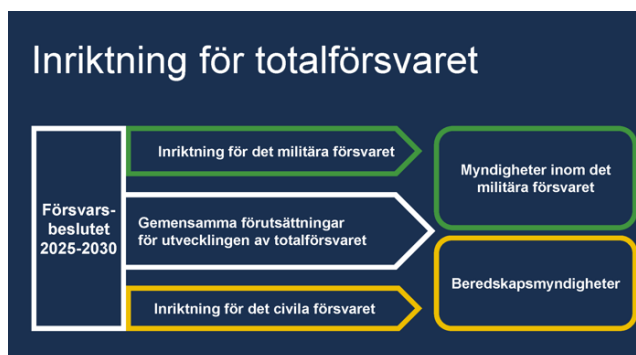 Inriktning för totalförsvaret
Försvars-
beslutet
2025-2030
Inriktning för det militära försvaret
Gemensamma förutsättningar
för utvecklingen av totalförsvaret
Inriktning för det civila försvaret
Myndigheter inom det
militära försvaret
Beredskapsmyndigheter